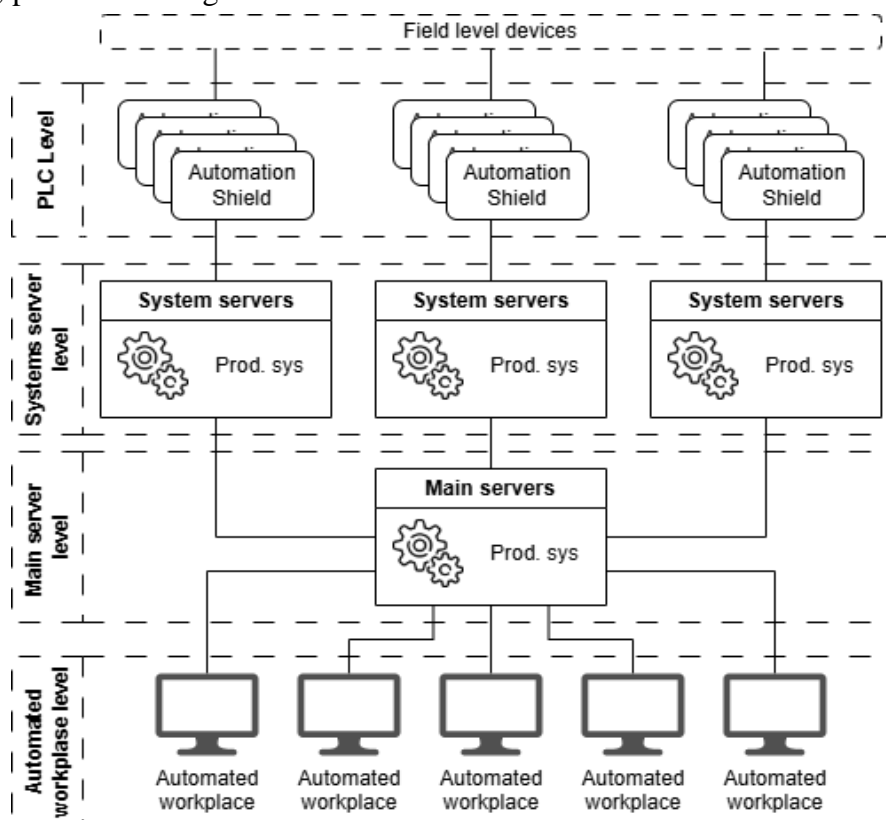 Field level devices
PLC Level
Automation
Shield
Automation
Shield
Automation
Shield
Systems server
level
System servers
Prod. sys
System servers
Prod. sys
System servers
Prod. sys
Main server
level
Main servers
Prod. sys
Automated
workplase level
Automated
workplace
Automated
workplace
Automated
workplace
Automated
workplace
Automated
workplace